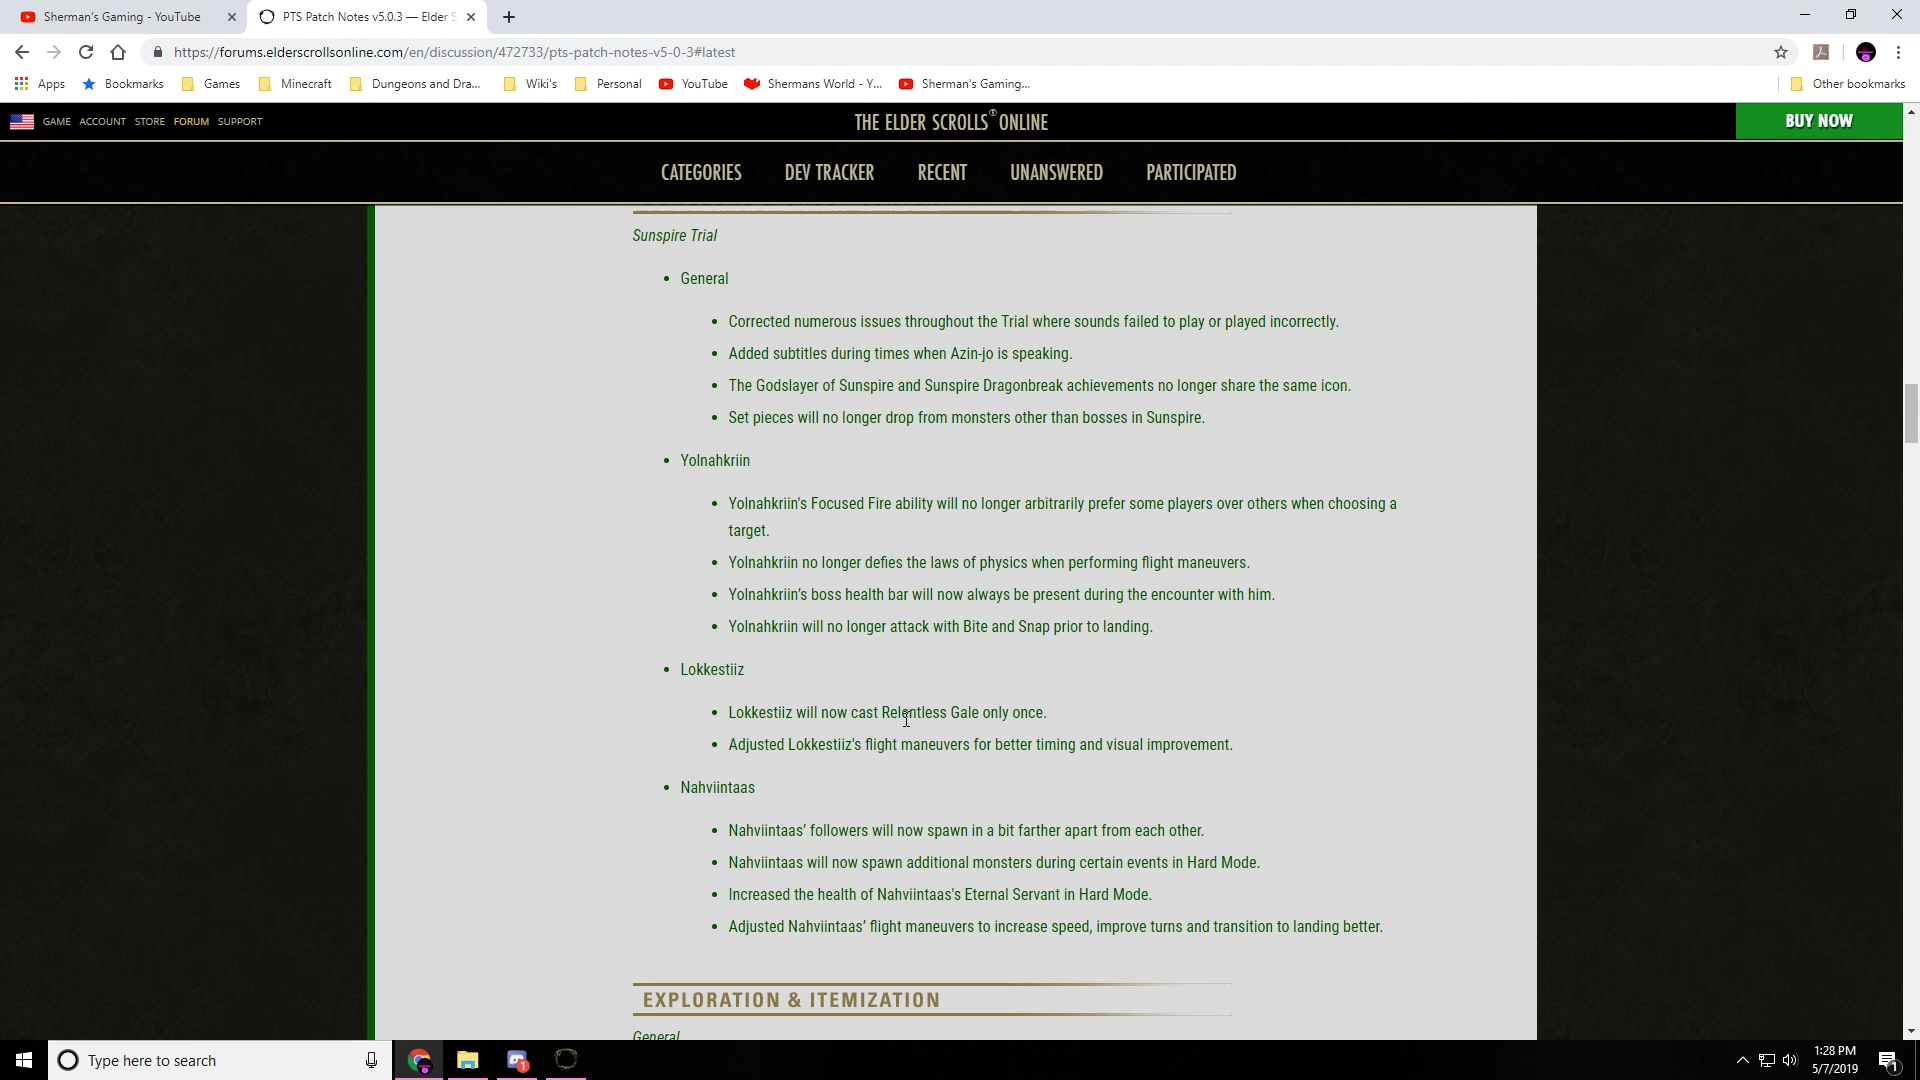 Sherman's Gaming - YouTube
PTS Patch Notes v5.0.3 — Elder S
https://forums.elderscrollsonline.com/en/discussion/472733/pts-patch-notes-v5-0-3#latest
Apps Bookmarks Games Minecraft Dungeons and Dra... Wiki's Personal YouTube Shermans World - Y... Sherman's Gaming... Other bookmarks
GAME ACCOUNT STORE FORUM SUPPORT
THE ELDER SCROLLS® ONLINE
BUY NOW
CATEGORIES DEV TRACKER RECENT UNANSWERED PARTICIPATED
Sunspire Trial
• General
• Corrected numerous issues throughout the Trial where sounds failed to play or played incorrectly.
• Added subtitles during times when Azin-jo is speaking.
• The Godslayer of Sunspire and Sunspire Dragonbreak achievements no longer share the same icon.
• Set pieces will no longer drop from monsters other than bosses in Sunspire.
• Yolnahkriin
• Yolnahkriin's Focused Fire ability will no longer arbitrarily prefer some players over others when choosing a
target.
• Yolnahkriin no longer defies the laws of physics when performing flight maneuvers.
• Yolnahkriin's boss health bar will now always be present during the encounter with him.
• Yolnahkriin will no longer attack with Bite and Snap prior to landing.
• Lokkestiiz
• Lokkestiiz will now cast Relentless Gale only once.
• Adjusted Lokkestiiz's flight maneuvers for better timing and visual improvement.
• Nahviintaas
• Nahviintaas’ followers will now spawn in a bit farther apart from each other.
• Nahviintaas will now spawn additional monsters during certain events in Hard Mode.
• Increased the health of Nahviintaas's Eternal Servant in Hard Mode.
• Adjusted Nahviintaas’ flight maneuvers to increase speed, improve turns and transition to landing better.
EXPLORATION & ITEMIZATION
General
Type here to search
1
1:28 PM
5/7/2019
1